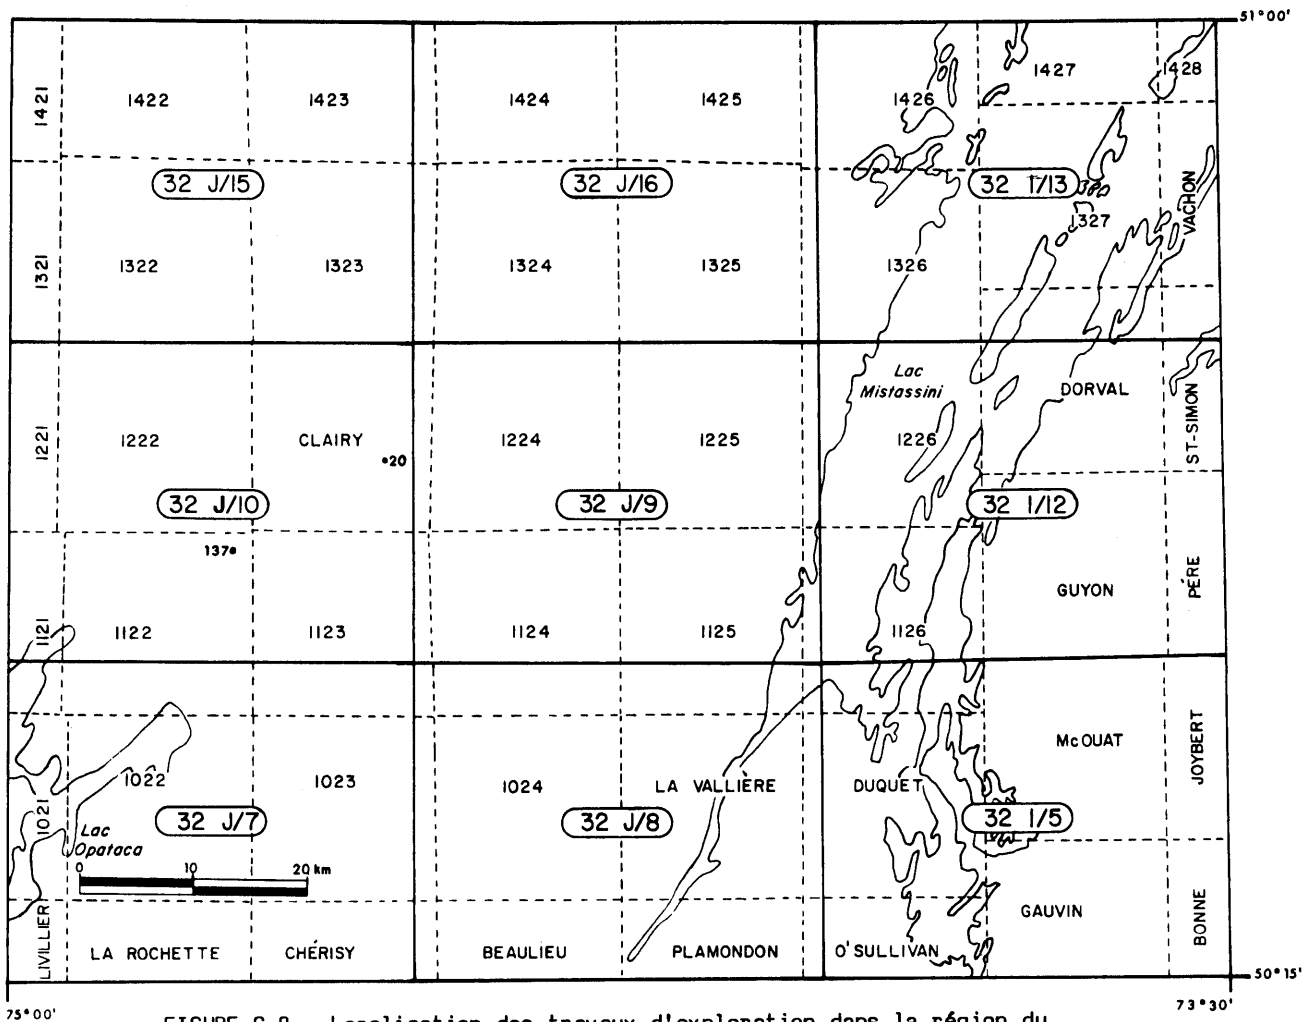 51°00'
1421
1422
1423
1424
1425
1426
1427
1428
32 J/15
32 J/16
32 I/13
1321
1322
1323
1324
1325
1326
1327
VACHON
Lac
Mistassini
DORVAL
ST-SIMON
1221
1222
CLAIRY
•20
1224
1225
1226
32 J/10
32 J/9
32 I/12
137•
1121
1122
1123
1124
1125
1126
GUYON
PÈRE
1021
1022
1023
1024
LA VALLIÈRE
DUQUET
McOUAT
JOYBERT
32 J/7
32 J/8
32 I/5
Lac
Opataca
0 10 20 km
LIVILLIER
LA ROCHETTE
CHÉRISY
BEAULIEU
PLAMONDON
O'SULLIVAN
GAUVIN
BONNE
50°15'
75°00'
73°30'